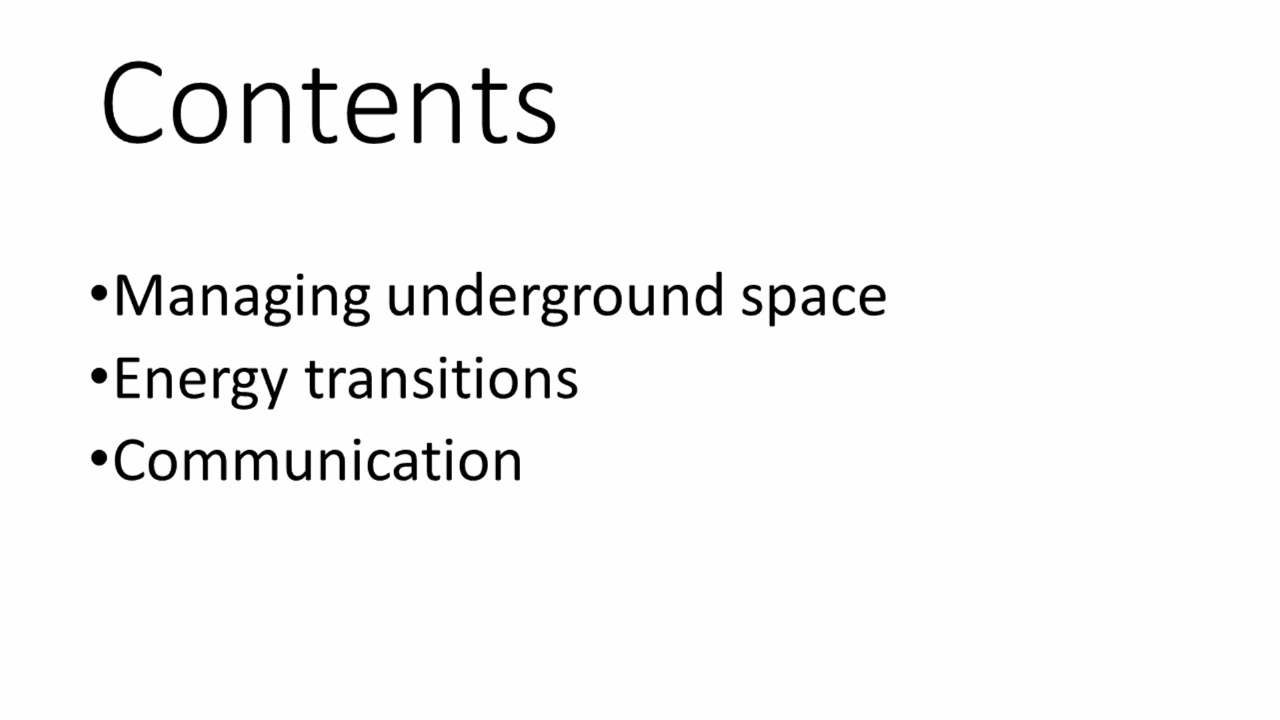 Contents
•Managing underground space
•Energy transitions
•Communication